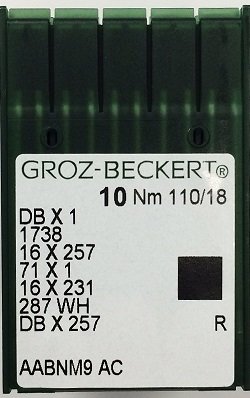 GROZ-BECKERT®
10 Nm 110/18
DB X 1
1738
16 X 257
71 X 1
16 X 231
287 WH
DB X 257
R
AABNM9 AC